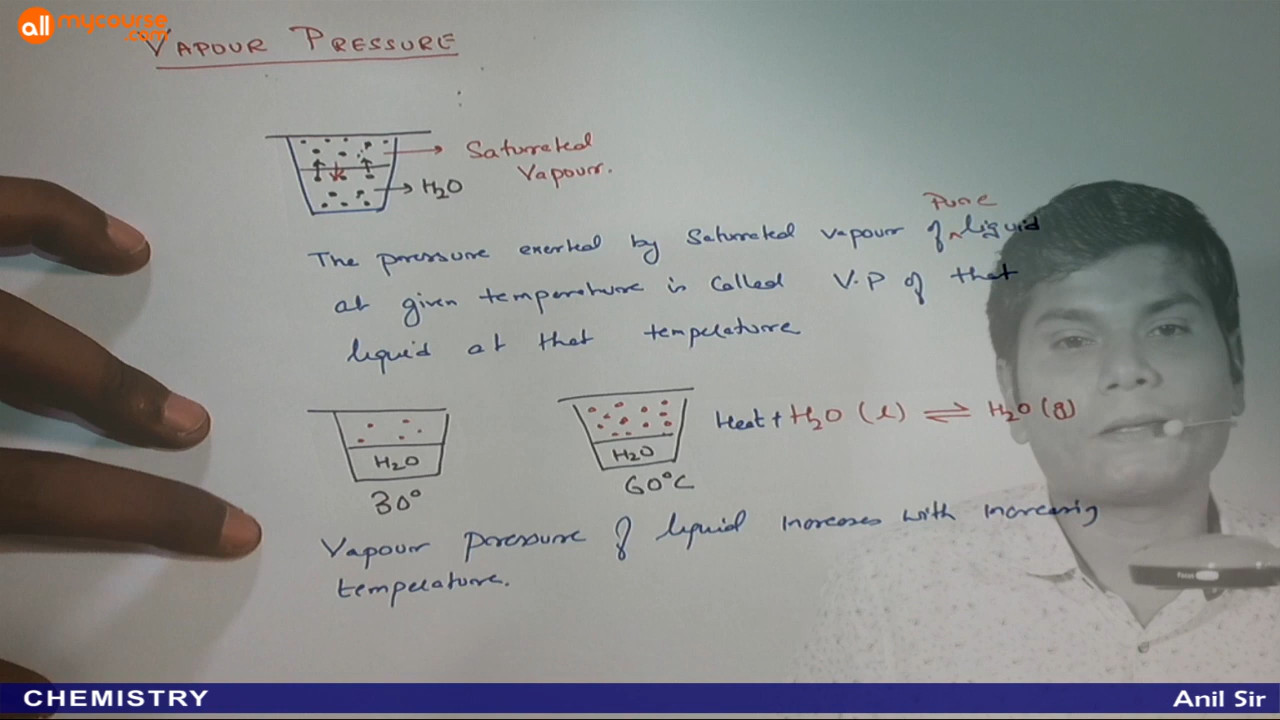 all mycourse
.com
VAPOUR PRESSURE
Saturated
Vapour.
H2O
Pure
The pressure exerted by Saturated vapour of liquid
at given temperature is called V.P of that
liquid at that temperature
Heat + H2O (l) ⇌ H2O (g)
H2O
H2O
30°
60°C
Vapour pressure of liquid increases with increasing
temperature.
CHEMISTRY
Anil Sir